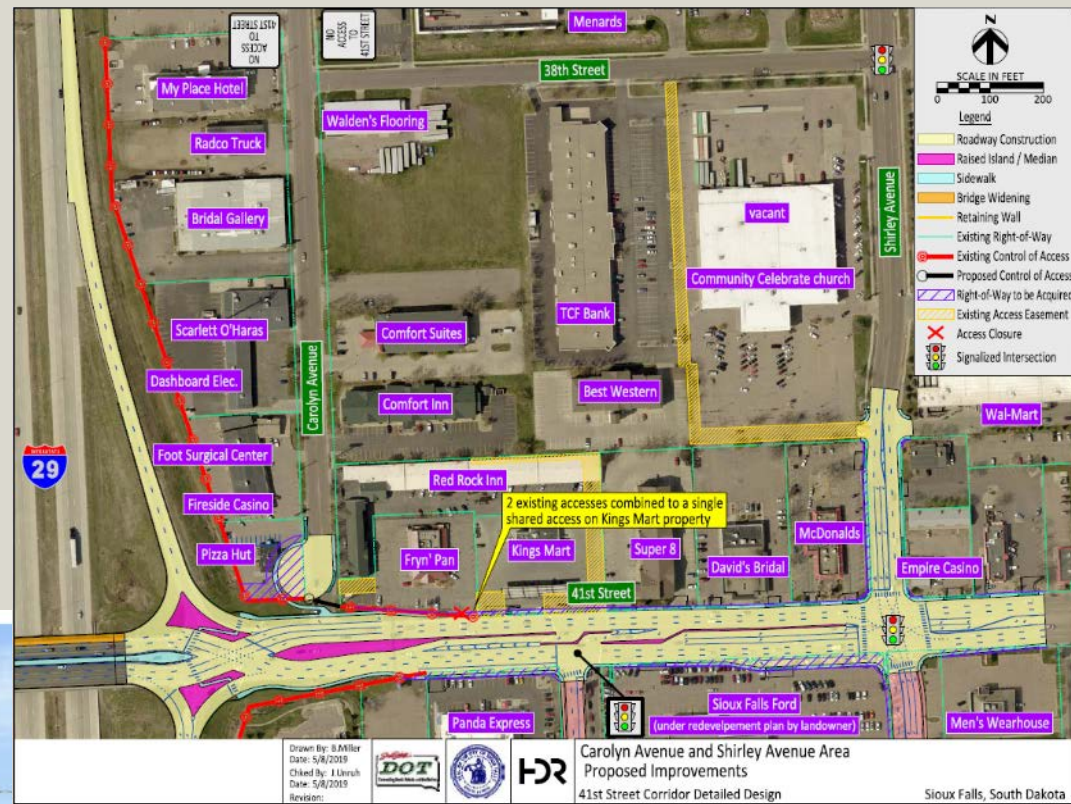 41ST STREET
TO
ACCESS
NO
NO
ACCESS
TO
41ST STREET
Menards
38th Street
My Place Hotel
Walden's Flooring
Radco Truck
Bridal Gallery
vacant
Shirley Avenue
Community Celebrate church
TCF Bank
Scarlett O'Haras
Comfort Suites
Carolyn Avenue
Dashboard Elec.
Best Western
Comfort Inn
Wal-Mart
INTERSTATE
29
Foot Surgical Center
Red Rock Inn
Fireside Casino
2 existing accesses combined to a single
shared access on Kings Mart property
McDonalds
Pizza Hut
Fryn' Pan
Kings Mart
Super 8
David's Bridal
Empire Casino
41st Street
Panda Express
Sioux Falls Ford
(under redevelpement plan by landowner)
Men's Wearhouse
N
SCALE IN FEET
0 100 200
Legend
Roadway Construction
Raised Island / Median
Sidewalk
Bridge Widening
Retaining Wall
Existing Right-of-Way
Existing Control of Access
Proposed Control of Access
Right-of-Way to be Acquired
Existing Access Easement
Access Closure
Signalized Intersection
Drawn By: B.Miller
Date: 5/8/2019
Chked By: J.Unruh
Date: 5/8/2019
Revision:
DOT
HDR
Carolyn Avenue and Shirley Avenue Area
Proposed Improvements
41st Street Corridor Detailed Design
Sioux Falls, South Dakota